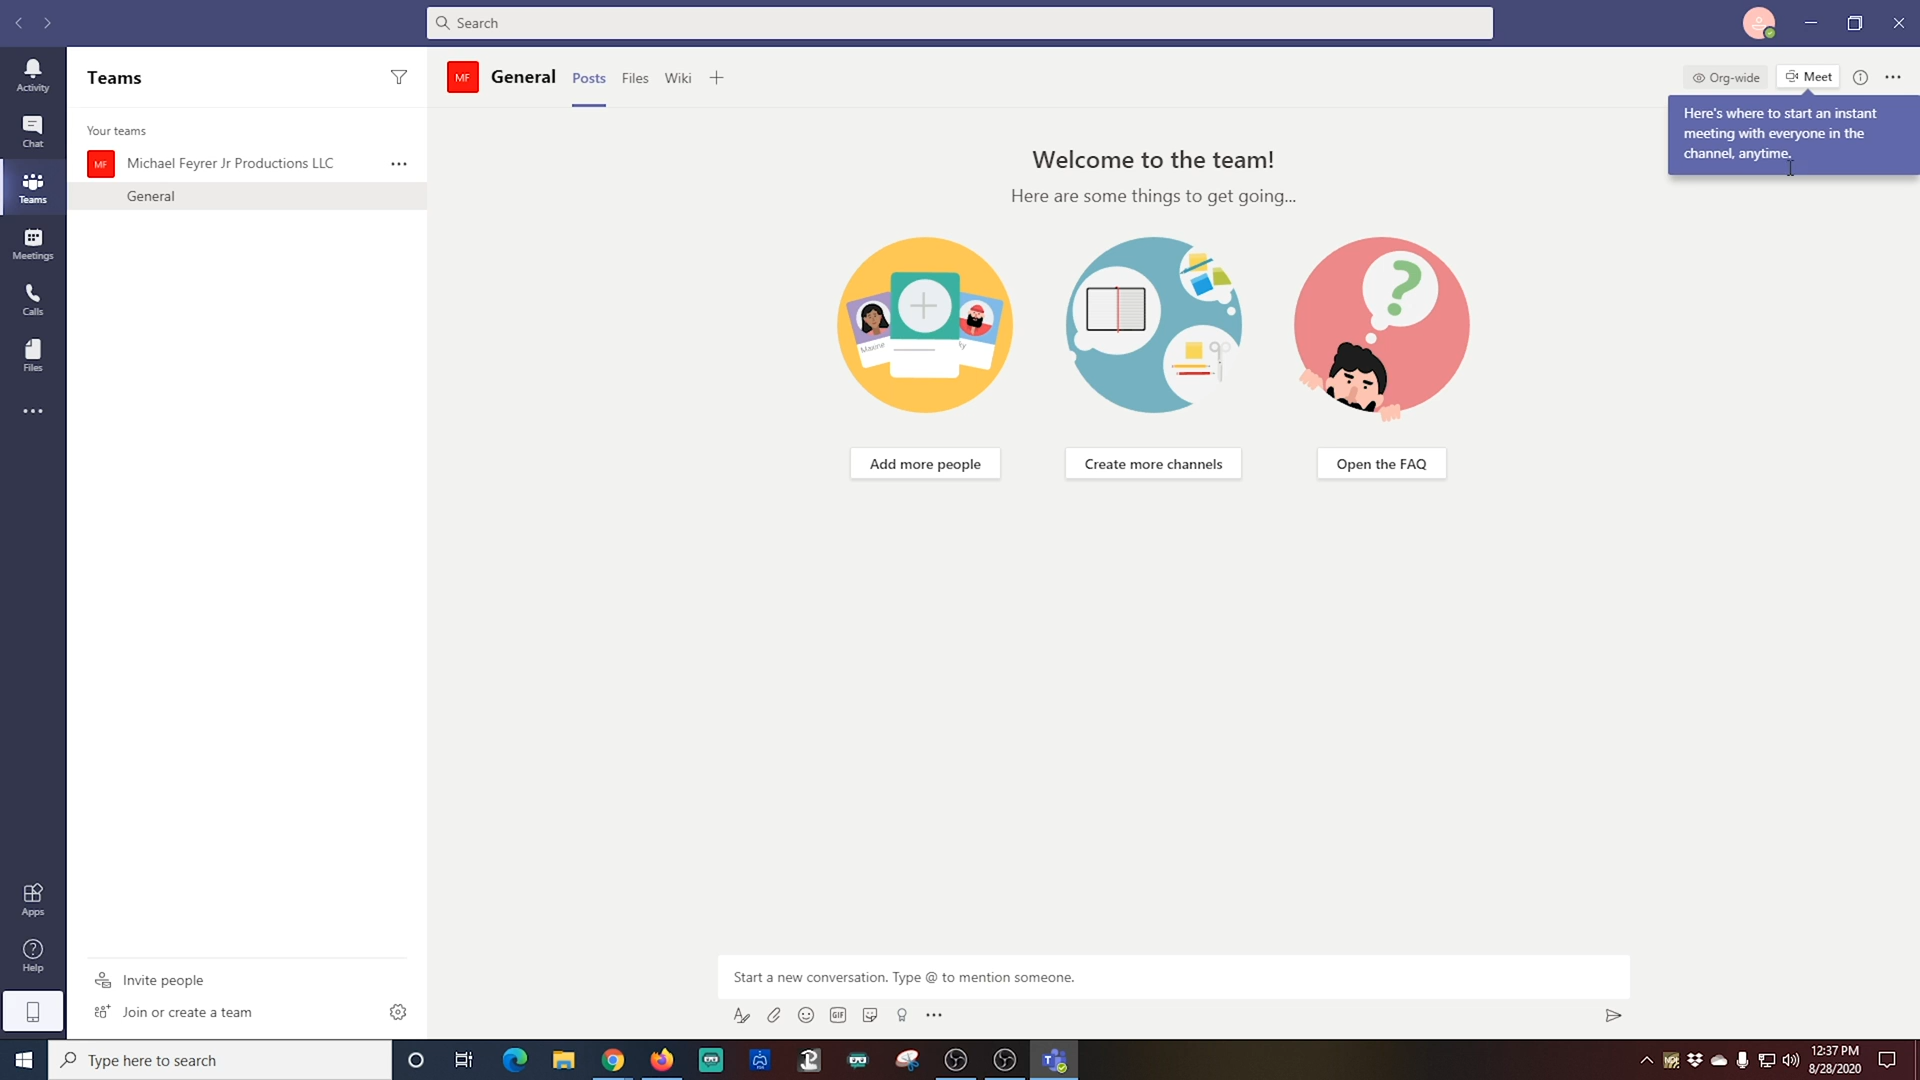 Search
Activity
Chat
Teams
Meetings
Calls
Files
Apps
Help
Teams
Your teams
MF
Michael Feyrer Jr Productions LLC
General
Invite people
Join or create a team
MF
General
Posts
Files
Wiki
Org-wide
Meet
Here's where to start an instant
meeting with everyone in the
channel, anytime.
Welcome to the team!
Here are some things to get going...
Maxine
Add more people
Create more channels
Open the FAQ
Start a new conversation. Type @ to mention someone.
GIF
Type here to search
12:37 PM
8/28/2020